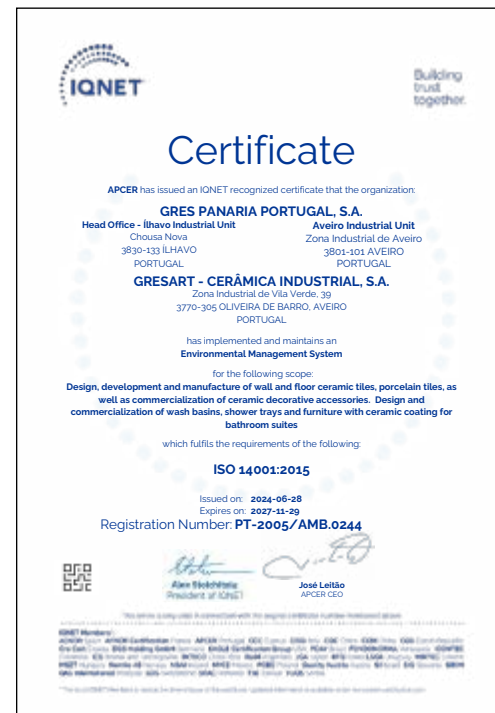 IQNET
Building
trust
together.
Certificate
APCER has issued an IQNET recognized certificate that the organization:
GRES PANARIA PORTUGAL, S.A.
Head Office - Ílhavo Industrial Unit
Chousa Nova
3830-133 ÍLHAVO
PORTUGAL
Aveiro Industrial Unit
Zona Industrial de Aveiro
3801-101 AVEIRO
PORTUGAL
GRESART - CERÂMICA INDUSTRIAL, S.A.
Zona Industrial de Vila Verde, 39
3770-305 OLIVEIRA DE BARRO, AVEIRO
PORTUGAL
has implemented and maintains an
Environmental Management System
for the following scope:
Design, development and manufacture of wall and floor ceramic tiles, porcelain tiles, as
well as commercialization of ceramic decorative accessories. Design and
commercialization of wash basins, shower trays and furniture with ceramic coating for
bathroom suites
which fulfils the requirements of the following:
ISO 14001:2015
Issued on: 2024-06-28
Expires on: 2027-11-29
Registration Number: PT-2005/AMB.0244
Alex Stoichitoiu
President of IQNET
José Leitão
APCER CEO
IQNET Members